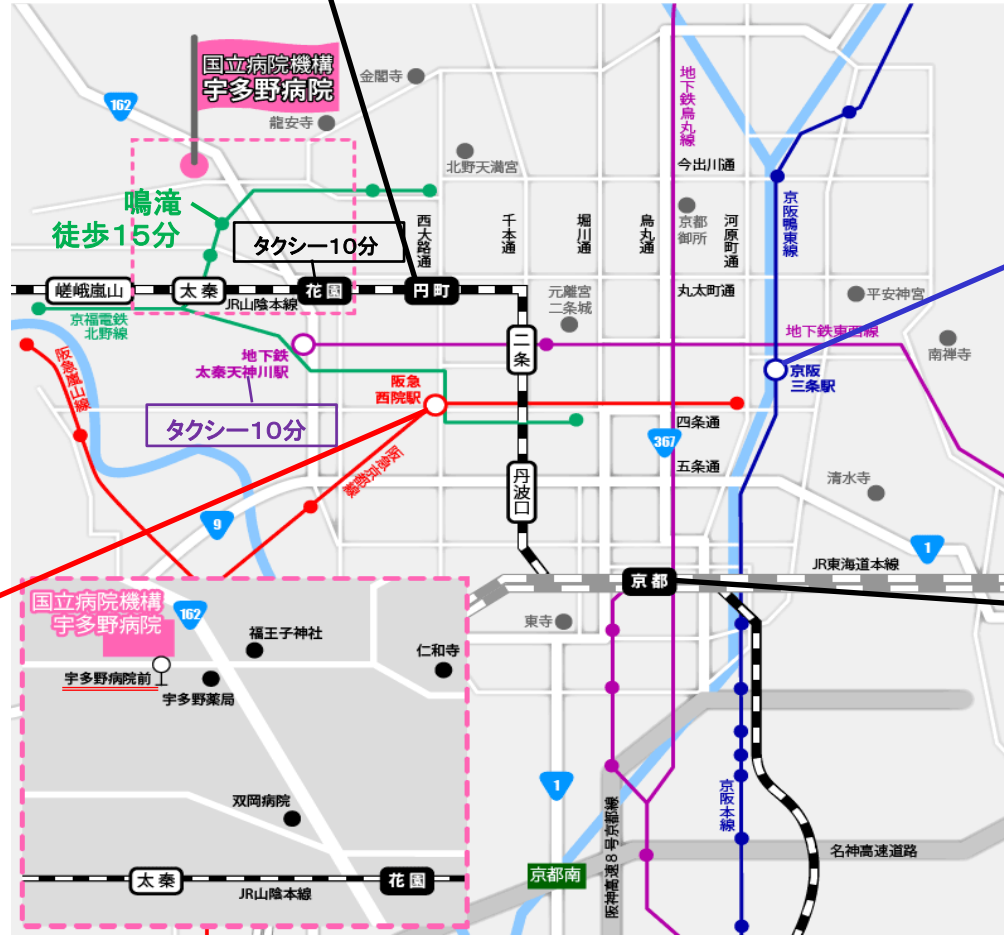 国立病院機構
宇多野病院
162
金閣寺
龍安寺
北野天満宮
今出川通
地下鉄烏丸線
京阪鴨東線
鳴滝
徒歩15分
タクシー10分
西大路通
千本通
堀川通
烏丸通
京都
御所
河原町通
嵯峨嵐山
太秦
花園
円町
JR山陰本線
元離宮
二条城
丸太町通
平安神宮
京福電鉄
北野線
地下鉄東西線
南禅寺
二条
地下鉄
太秦天神川駅
阪急嵐山線
阪急
西院駅
京阪
三条駅
タクシー10分
四条通
367
五条通
阪急京都線
丹波口
清水寺
9
1
JR東海道本線
京都
東寺
国立病院機構
宇多野病院
162
福王子神社
仁和寺
宇多野病院前
宇多野薬局
双岡病院
太秦
花園
JR山陰本線
1
京都南
阪神高速8号京都線
京阪本線
名神高速道路